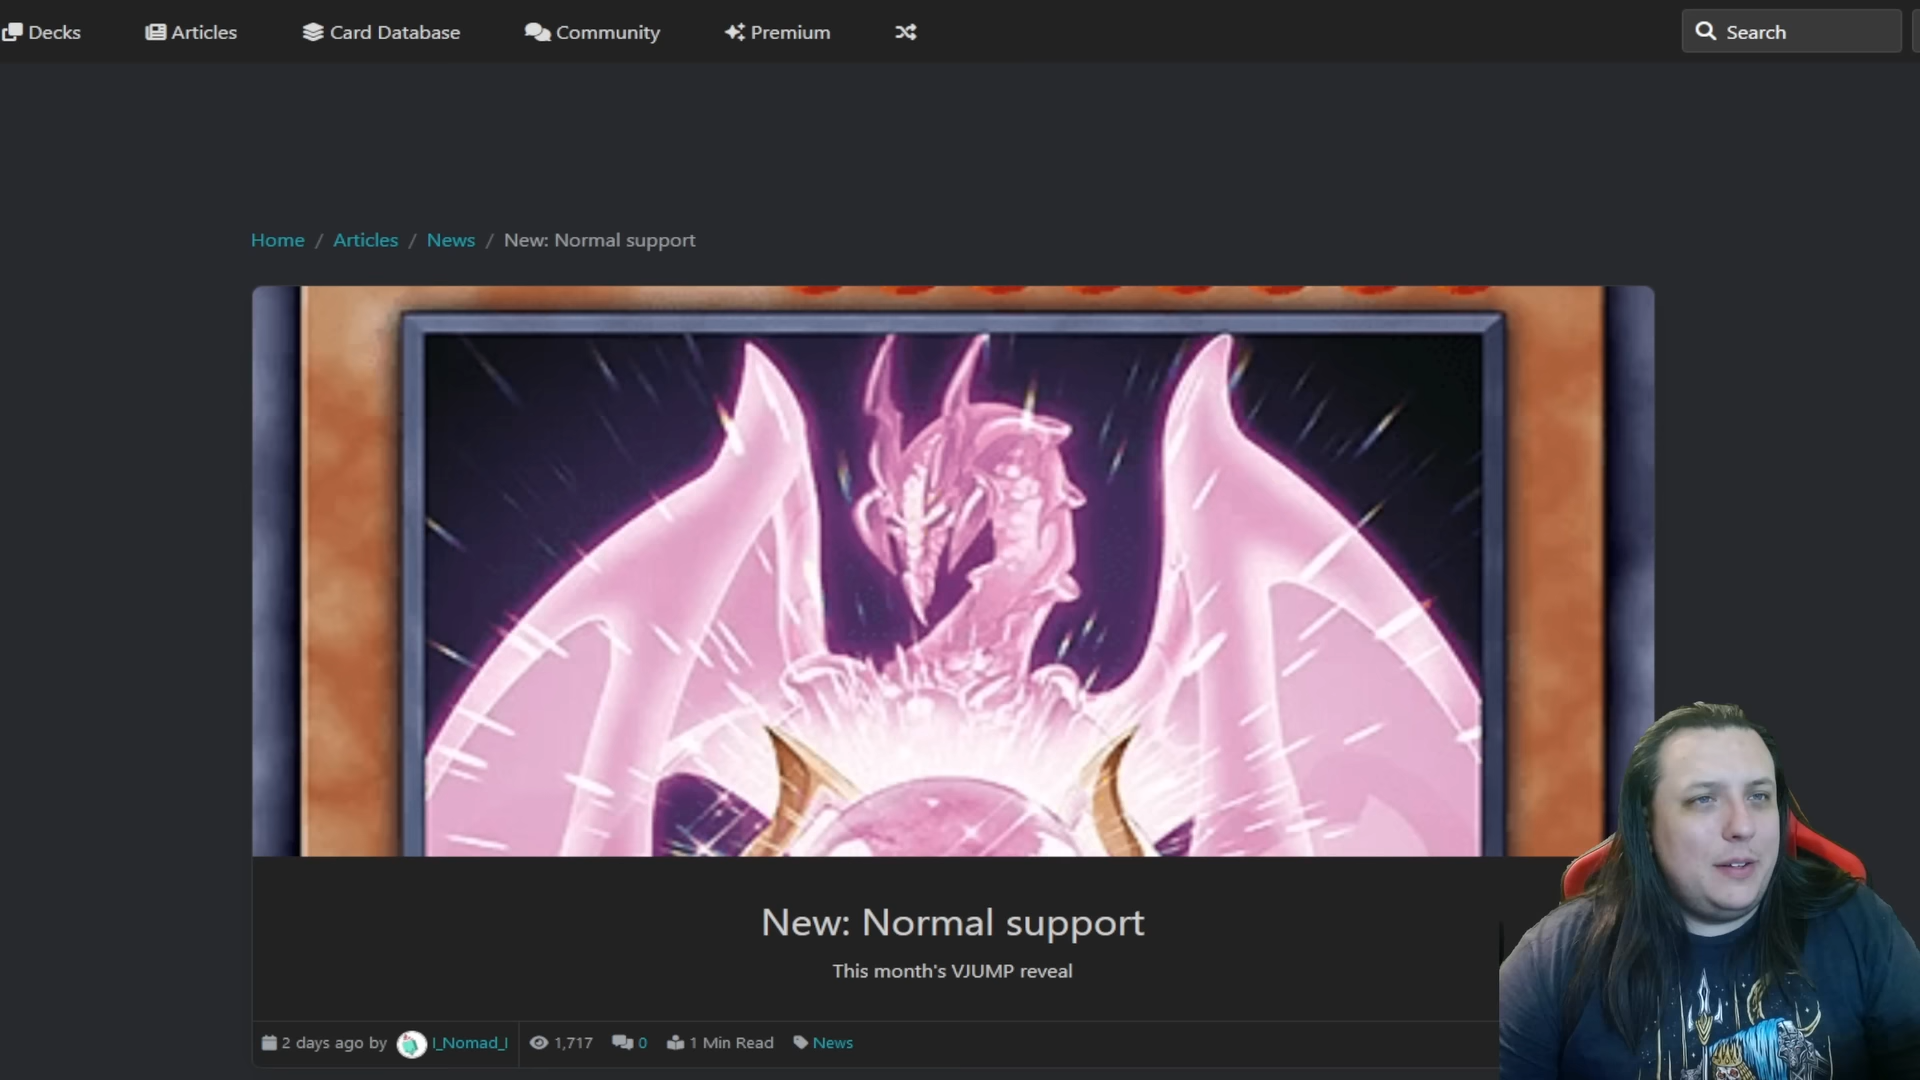 Decks Articles Card Database Community Premium Search
Home / Articles / News / New: Normal support
New: Normal support
This month's VJUMP reveal
2 days ago by I_Nomad_I 1,717 0 1 Min Read News